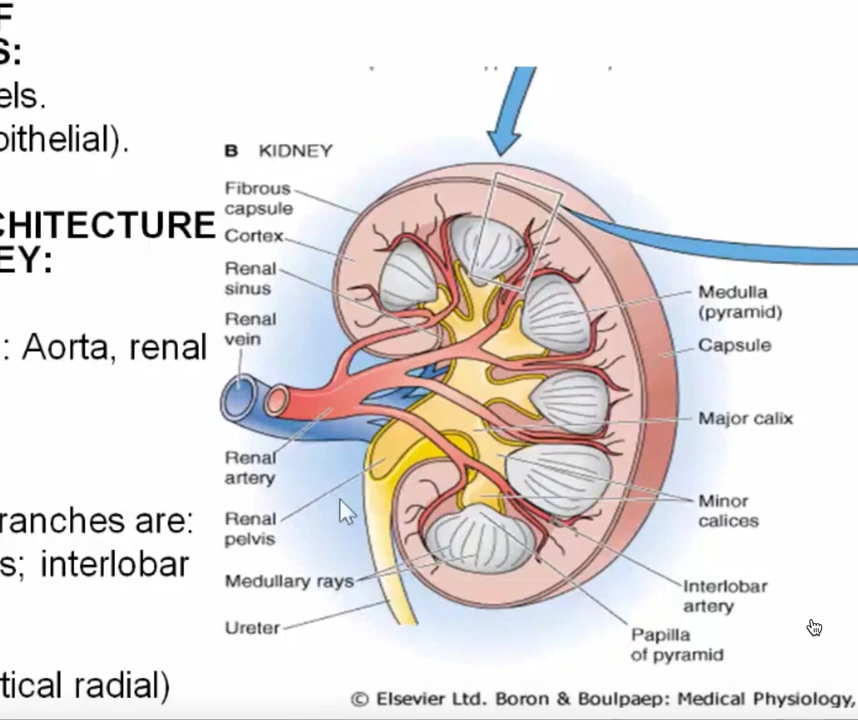 S:
els.
oithelial).
CHITECTURE
EY:
: Aorta, renal
ranches are:
s; interlobar
tical radial)
B KIDNEY
Fibrous
capsule
Cortex
Renal
sinus
Renal
vein
Renal
artery
Renal
pelvis
Medullary rays
Ureter
Medulla
(pyramid)
Capsule
Major calix
Minor
calices
Interlobar
artery
Papilla
of pyramid
© Elsevier Ltd. Boron & Boulpaep: Medical Physiology,